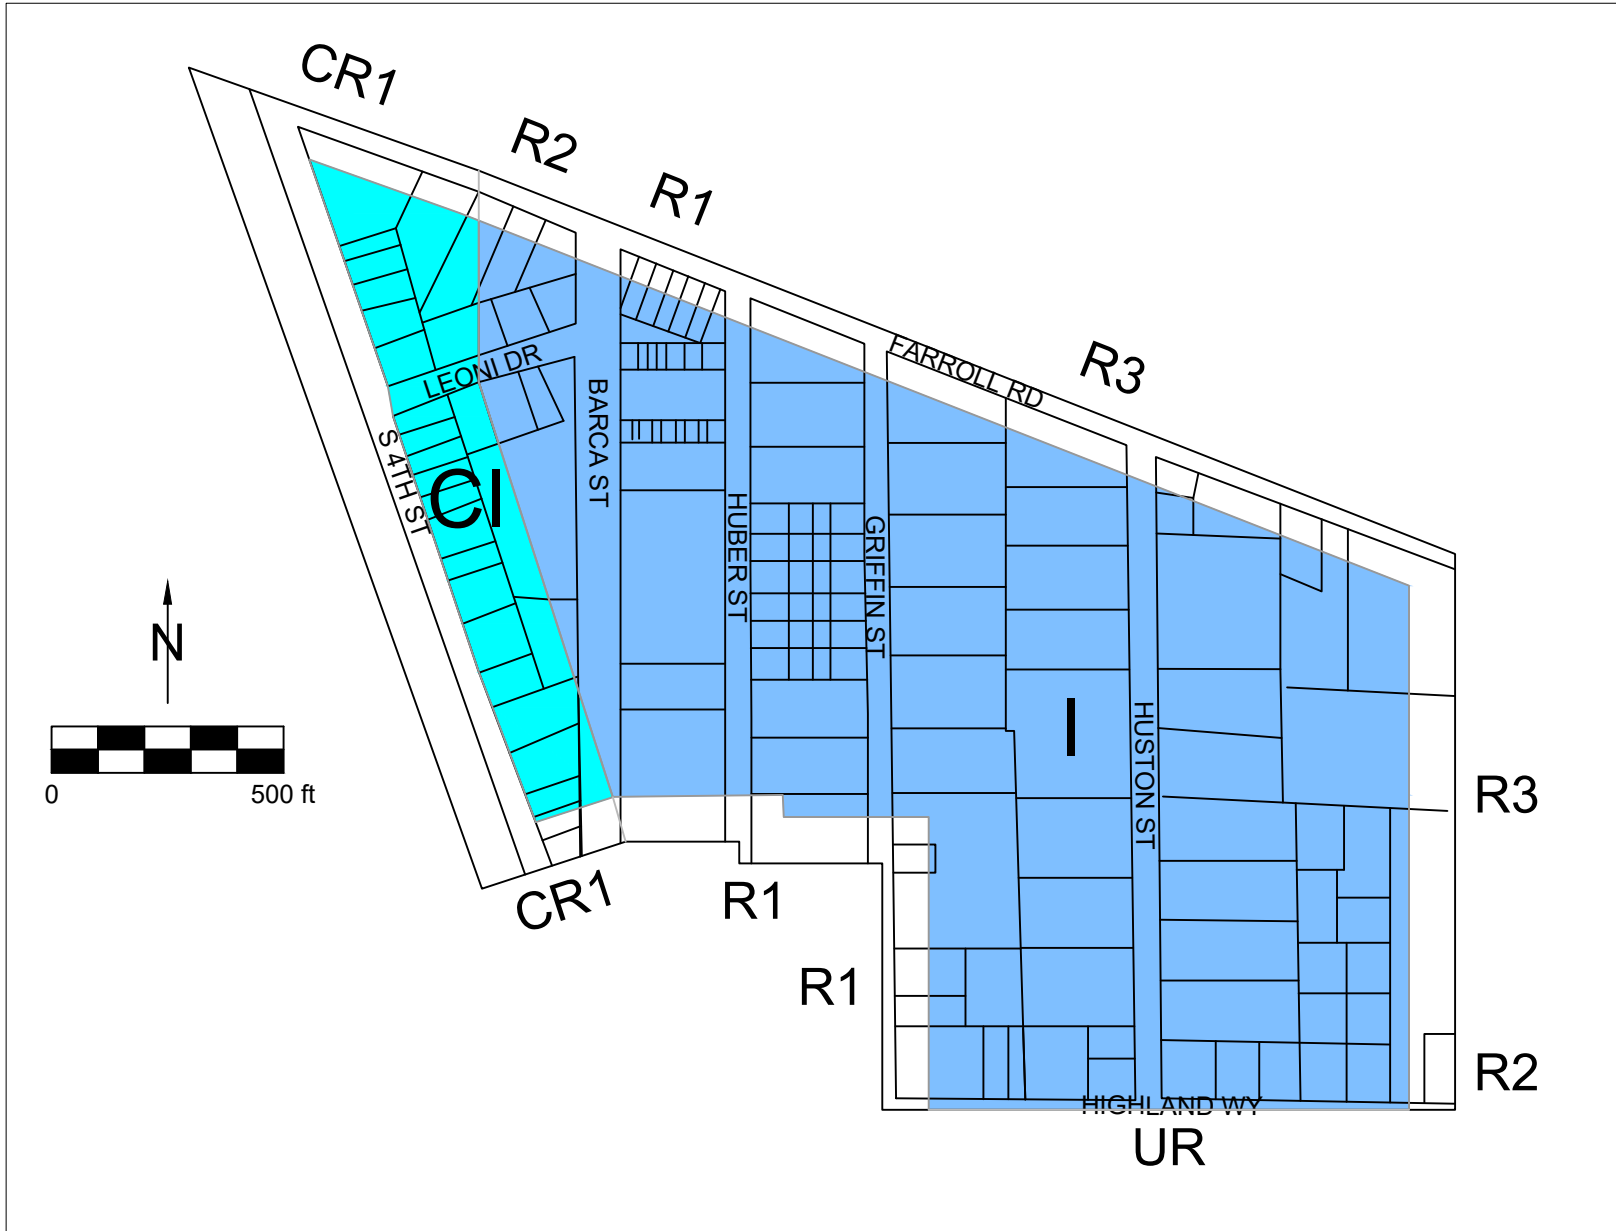 CR1
R2
R1
FARROLL RD
R3
LEONI DR
BARCA ST
S 4TH ST
CI
HUBER ST
GRIFFIN ST
N
I
HUSTON ST
0 500 ft
R3
CR1
R1
R1
R2
HIGHLAND WY
UR